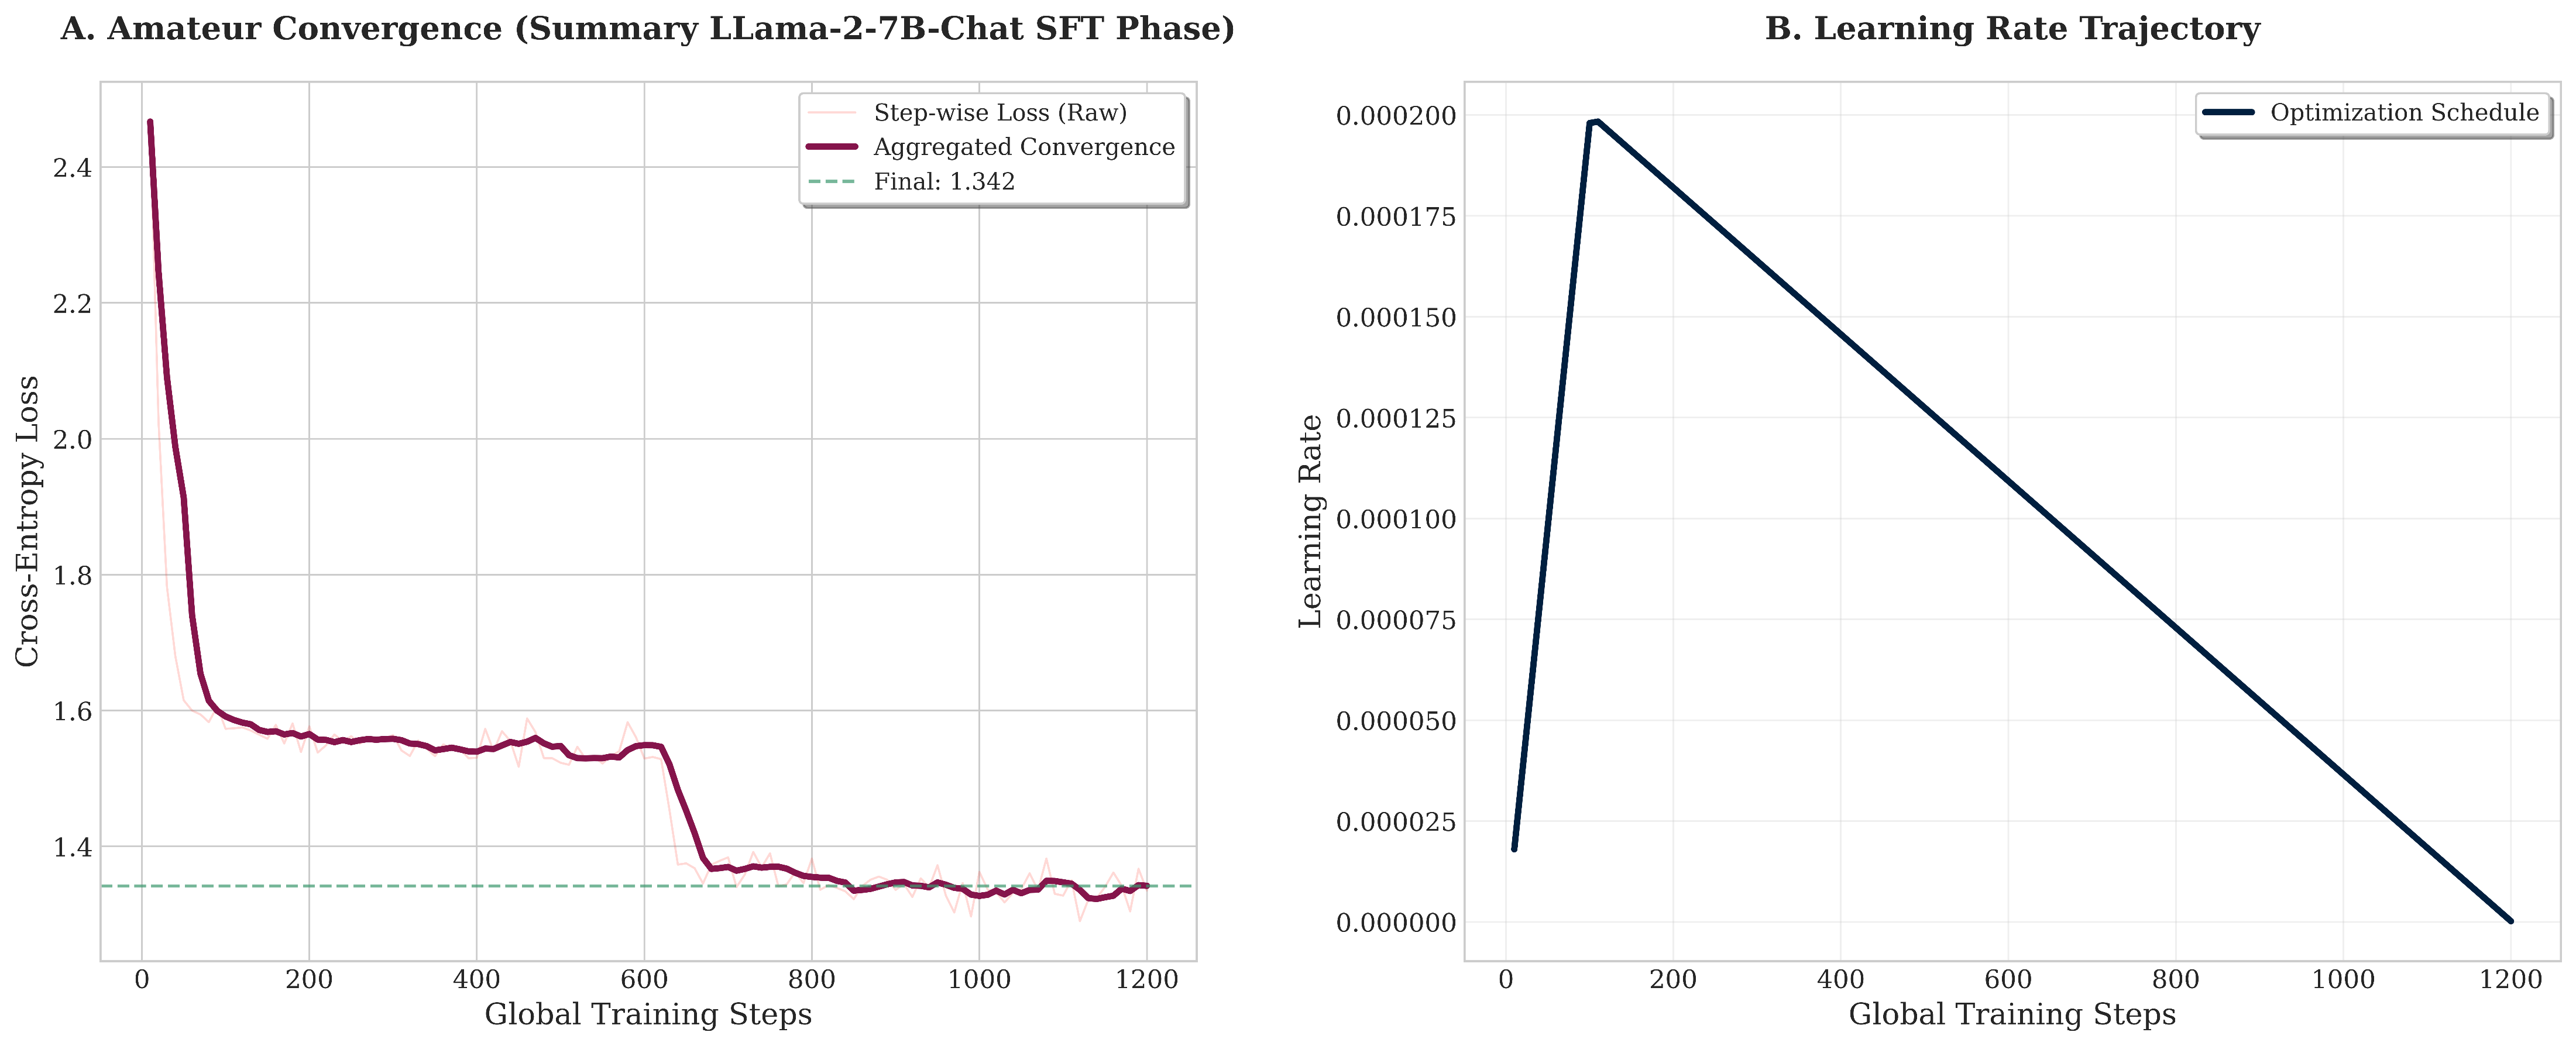 A. Amateur Convergence (Summary LLama-2-7B-Chat SFT Phase)
Step-wise Loss (Raw)
Aggregated Convergence
Final: 1.342
Cross-Entropy Loss
2.4
2.2
2.0
1.8
1.6
1.4
0 200 400 600 800 1000 1200
Global Training Steps
B. Learning Rate Trajectory
Optimization Schedule
Learning Rate
0.000200
0.000175
0.000150
0.000125
0.000100
0.000075
0.000050
0.000025
0.000000
0 200 400 600 800 1000 1200
Global Training Steps